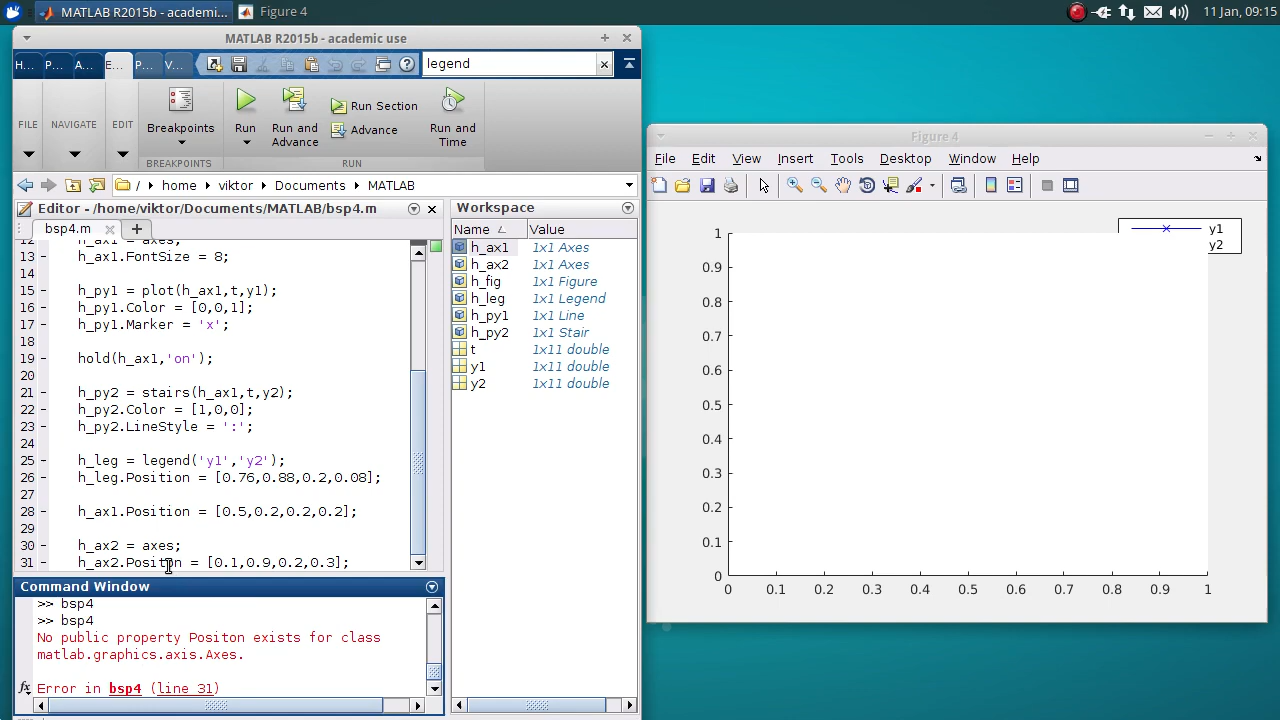 MATLAB R2015b - academi...
Figure 4
11 Jan, 09:15
MATLAB R2015b - academic use
H...
P...
A...
E...
P...
V...
legend
FILE
NAVIGATE
EDIT
Breakpoints
Run
Run and
Advance
Run Section
Advance
Run and
Time
BREAKPOINTS
RUN
/ home viktor Documents MATLAB
Editor - /home/viktor/Documents/MATLAB/bsp4.m
bsp4.m
12 - h_ax1 = axes;
13 - h_ax1.FontSize = 8;
14
15 - h_py1 = plot(h_ax1,t,y1);
16 - h_py1.Color = [0,0,1];
17 - h_py1.Marker = 'x';
18
19 - hold(h_ax1,'on');
20
21 - h_py2 = stairs(h_ax1,t,y2);
22 - h_py2.Color = [1,0,0];
23 - h_py2.LineStyle = ':';
24
25 - h_leg = legend('y1','y2');
26 - h_leg.Position = [0.76,0.88,0.2,0.08];
27
28 - h_ax1.Position = [0.5,0.2,0.2,0.2];
29
30 - h_ax2 = axes;
31 - h_ax2.Positon = [0.1,0.9,0.2,0.3];
Command Window
>> bsp4
>> bsp4
No public property Positon exists for class
matlab.graphics.axis.Axes.
Error in bsp4 (line 31)
fx
Workspace
Name Value
h_ax1 1x1 Axes
h_ax2 1x1 Axes
h_fig 1x1 Figure
h_leg 1x1 Legend
h_py1 1x1 Line
h_py2 1x1 Stair
t 1x11 double
y1 1x11 double
y2 1x11 double
Figure 4
File Edit View Insert Tools Desktop Window Help
y1
y2
1
0.9
0.8
0.7
0.6
0.5
0.4
0.3
0.2
0.1
0
0 0.1 0.2 0.3 0.4 0.5 0.6 0.7 0.8 0.9 1